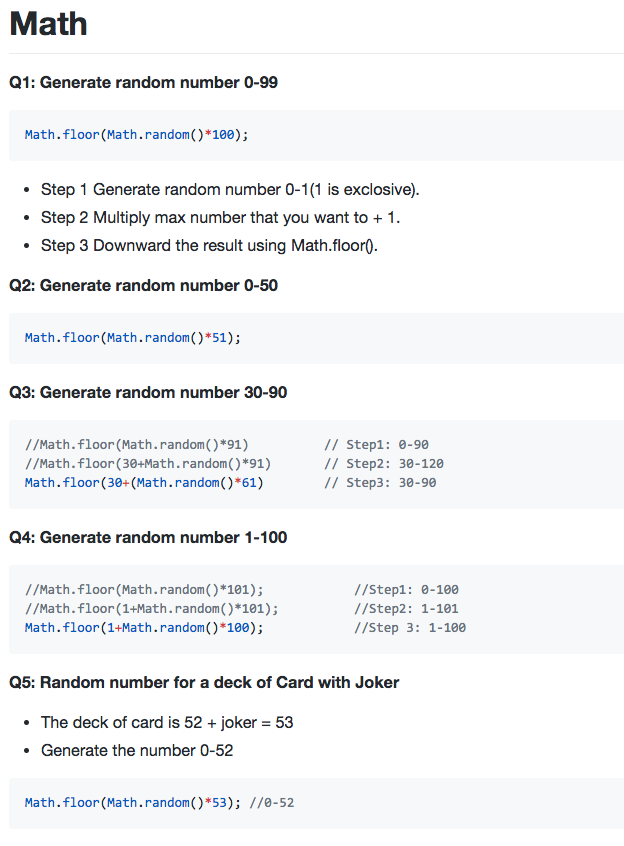 Math
Q1: Generate random number 0-99
Math.floor(Math.random()*100);
Step 1 Generate random number 0-1(1 is exclosive).
Step 2 Multiply max number that you want to + 1.
Step 3 Downward the result using Math.floor().
Q2: Generate random number 0-50
Math.floor(Math.random()*51);
Q3: Generate random number 30-90
//Math.floor(Math.random()*91)          // Step1: 0-90
//Math.floor(30+Math.random()*91)       // Step2: 30-120
Math.floor(30+(Math.random()*61)        // Step3: 30-90
Q4: Generate random number 1-100
//Math.floor(Math.random()*101);            //Step1: 0-100
//Math.floor(1+Math.random()*101);          //Step2: 1-101
Math.floor(1+Math.random()*100);            //Step 3: 1-100
Q5: Random number for a deck of Card with Joker
The deck of card is 52 + joker = 53
Generate the number 0-52
Math.floor(Math.random()*53); //0-52